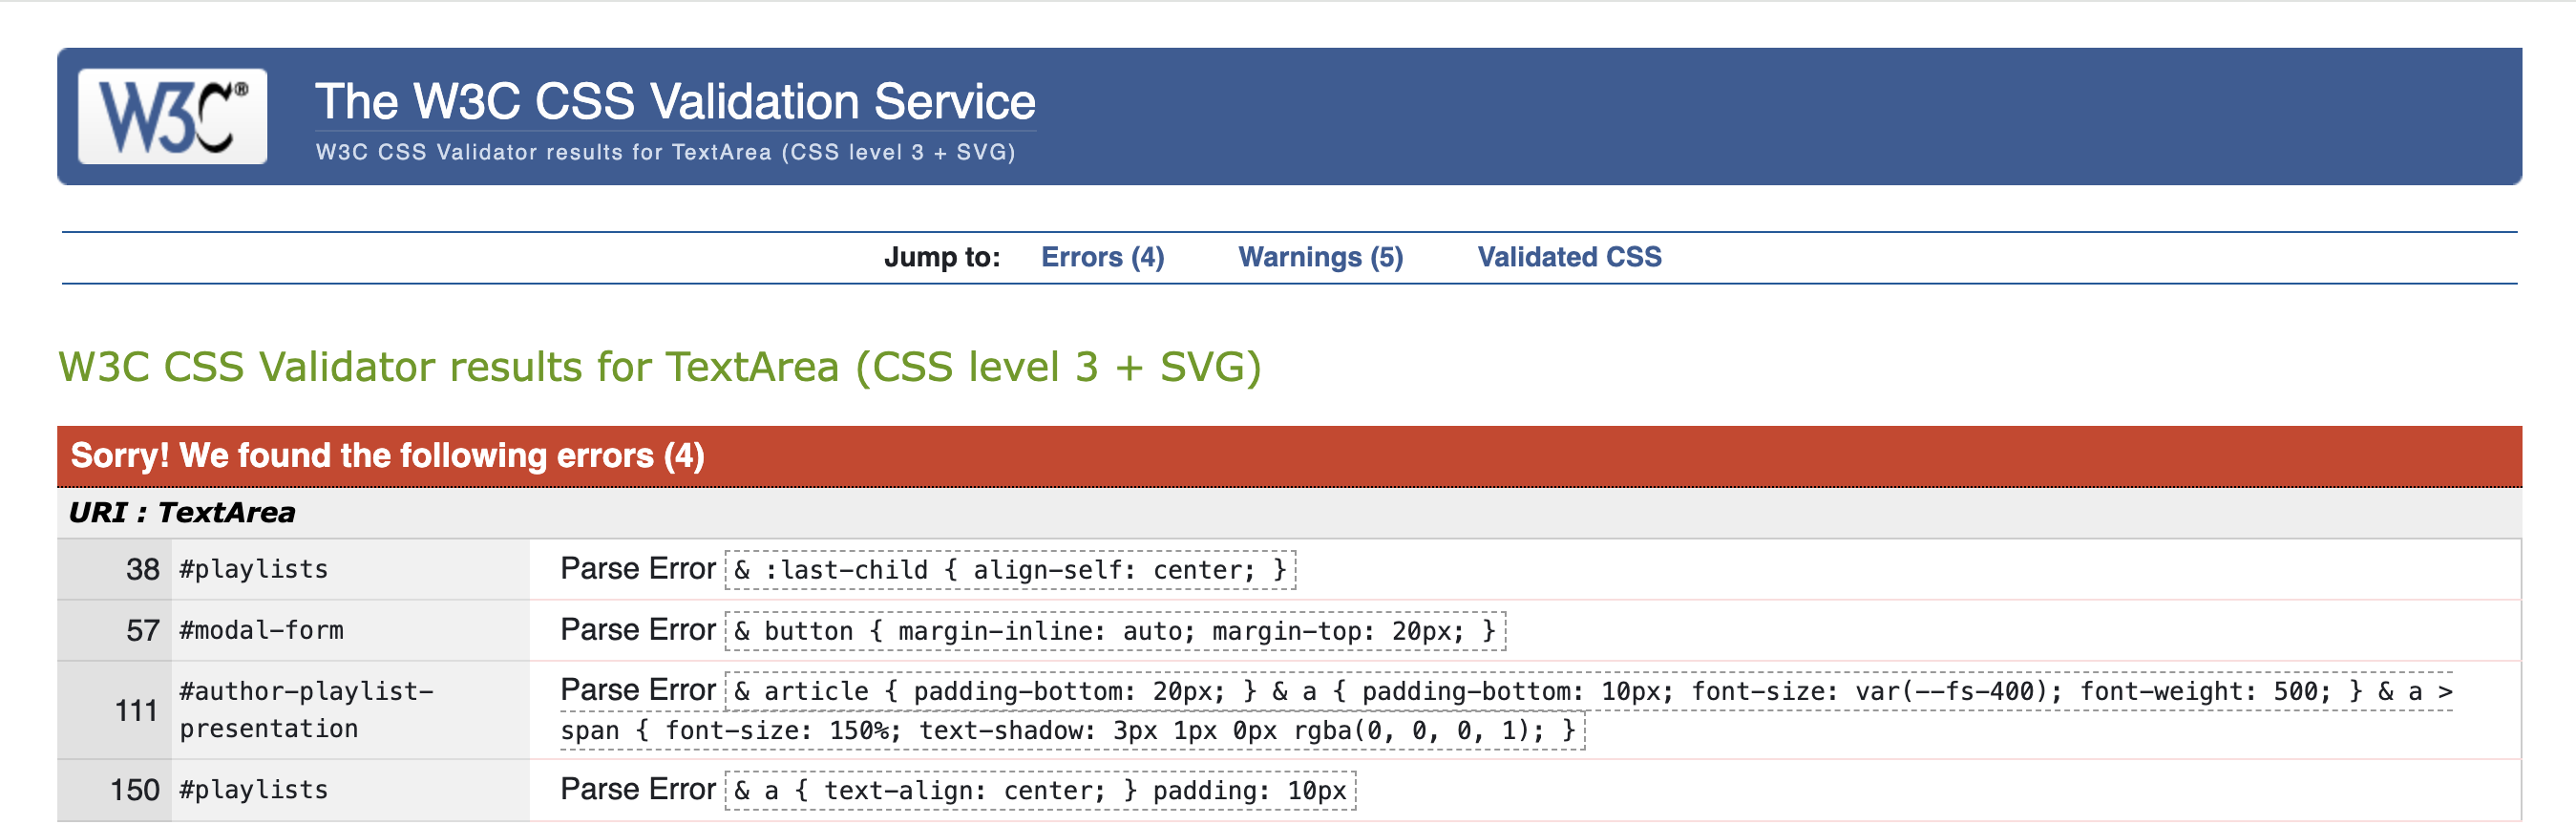 W3C®
The W3C CSS Validation Service
W3C CSS Validator results for TextArea (CSS level 3 + SVG)
Jump to: Errors (4) Warnings (5) Validated CSS
W3C CSS Validator results for TextArea (CSS level 3 + SVG)
Sorry! We found the following errors (4)
URI : TextArea
38 #playlists Parse Error & :last-child { align-self: center; }
57 #modal-form Parse Error & button { margin-inline: auto; margin-top: 20px; }
111 #author-playlist-presentation Parse Error & article { padding-bottom: 20px; } & a { padding-bottom: 10px; font-size: var(--fs-400); font-weight: 500; } & a >
span { font-size: 150%; text-shadow: 3px 1px 0px rgba(0, 0, 0, 1); }
150 #playlists Parse Error & a { text-align: center; } padding: 10px